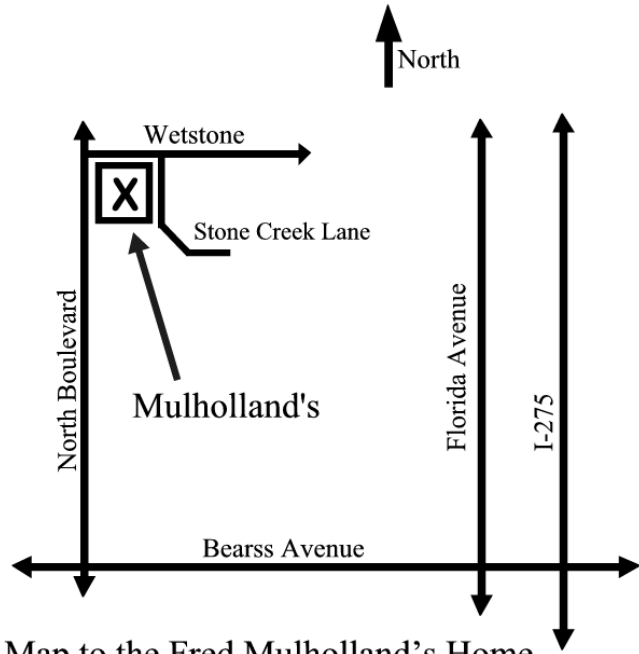 North
Wetstone
X
Stone Creek Lane
North Boulevard
Mulholland's
Florida Avenue
I-275
Bearss Avenue
Map to the Fred Mulholland's Home